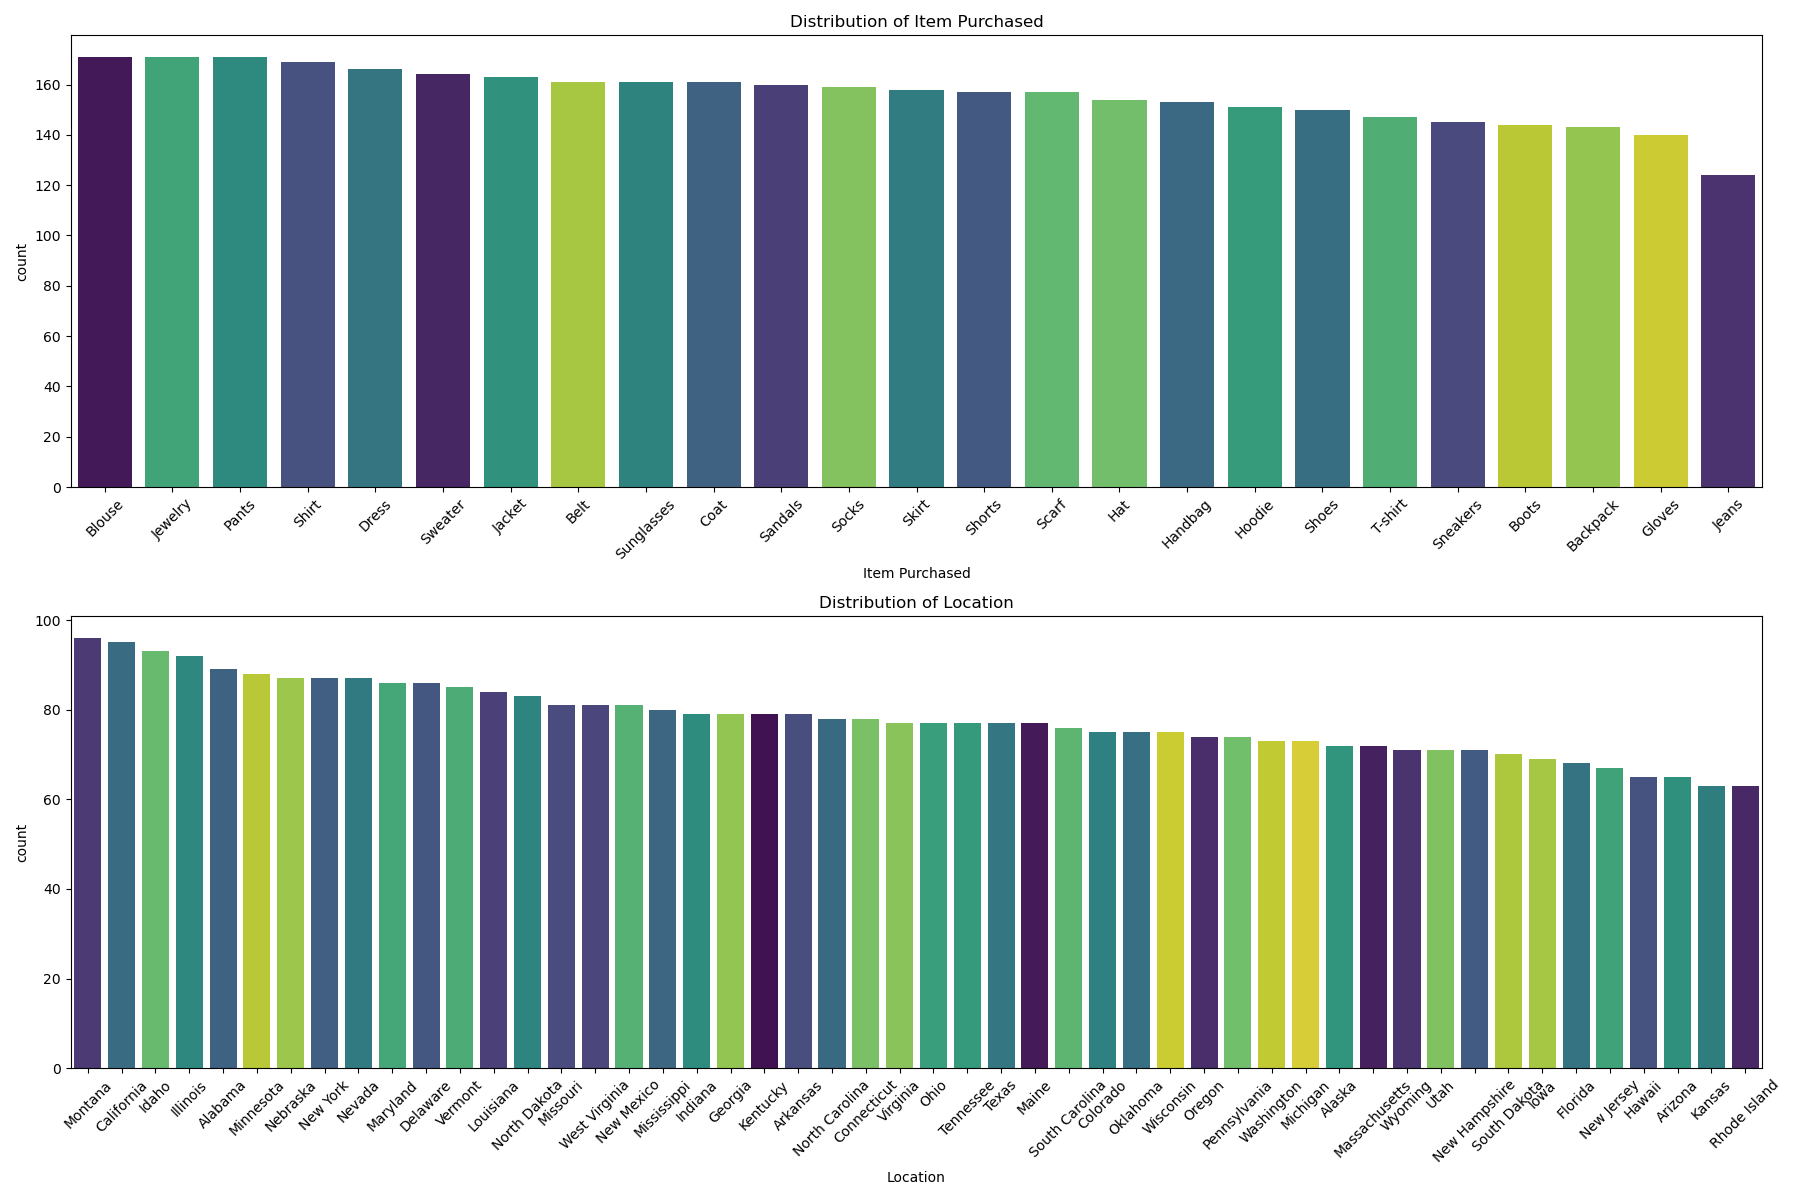 Distribution of Item Purchased
160
140
120
100
80
60
40
20
0
count
Blouse
Jewelry
Pants
Shirt
Dress
Sweater
Jacket
Belt
Sunglasses
Coat
Sandals
Socks
Skirt
Shorts
Scarf
Hat
Handbag
Hoodie
Shoes
T-shirt
Sneakers
Boots
Backpack
Gloves
Jeans
Item Purchased
Distribution of Location
100
80
60
40
20
0
count
Montana
California
Idaho
Illinois
Alabama
Minnesota
Nebraska
New York
Nevada
Maryland
Delaware
Vermont
Louisiana
North Dakota
Missouri
West Virginia
New Mexico
Mississippi
Indiana
Georgia
Kentucky
Arkansas
North Carolina
Connecticut
Virginia
Ohio
Tennessee
Texas
Maine
South Carolina
Colorado
Oklahoma
Wisconsin
Oregon
Pennsylvania
Washington
Michigan
Alaska
Massachusetts
Wyoming
Utah
New Hampshire
South Dakota
Iowa
Florida
New Jersey
Hawaii
Arizona
Kansas
Rhode Island
Location